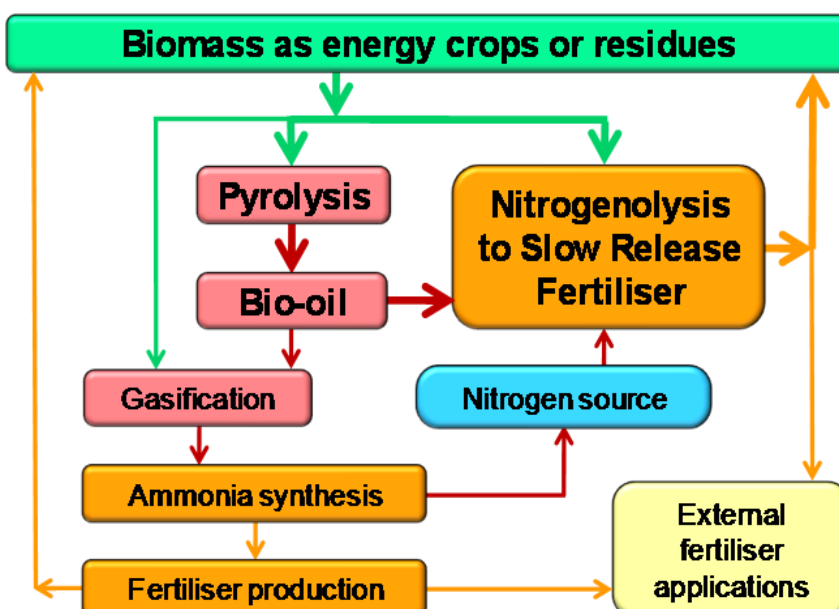 Biomass as energy crops or residues
Pyrolysis
Nitrogenolysis
to Slow Release
Fertiliser
Bio-oil
Gasification
Nitrogen source
Ammonia synthesis
External
fertiliser
applications
Fertiliser production